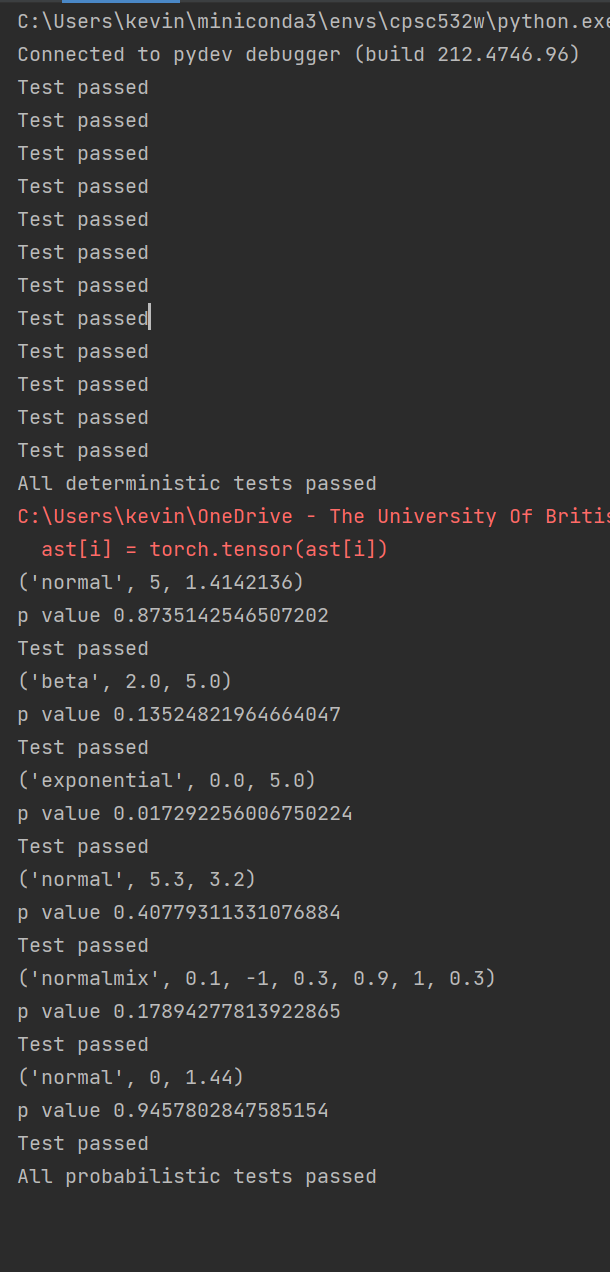 C:\Users\kevin\miniconda3\envs\cpsc532w\python.exe
Connected to pydev debugger (build 212.4746.96)
Test passed
Test passed
Test passed
Test passed
Test passed
Test passed
Test passed
Test passed
Test passed
Test passed
Test passed
Test passed
All deterministic tests passed
C:\Users\kevin\OneDrive - The University Of Britis
ast[i] = torch.tensor(ast[i])
('normal', 5, 1.4142136)
p value 0.8735142546507202
Test passed
('beta', 2.0, 5.0)
p value 0.13524821964664047
Test passed
('exponential', 0.0, 5.0)
p value 0.017292256006750224
Test passed
('normal', 5.3, 3.2)
p value 0.40779311331076884
Test passed
('normalmix', 0.1, -1, 0.3, 0.9, 1, 0.3)
p value 0.17894277813922865
Test passed
('normal', 0, 1.44)
p value 0.9457802847585154
Test passed
All probabilistic tests passed